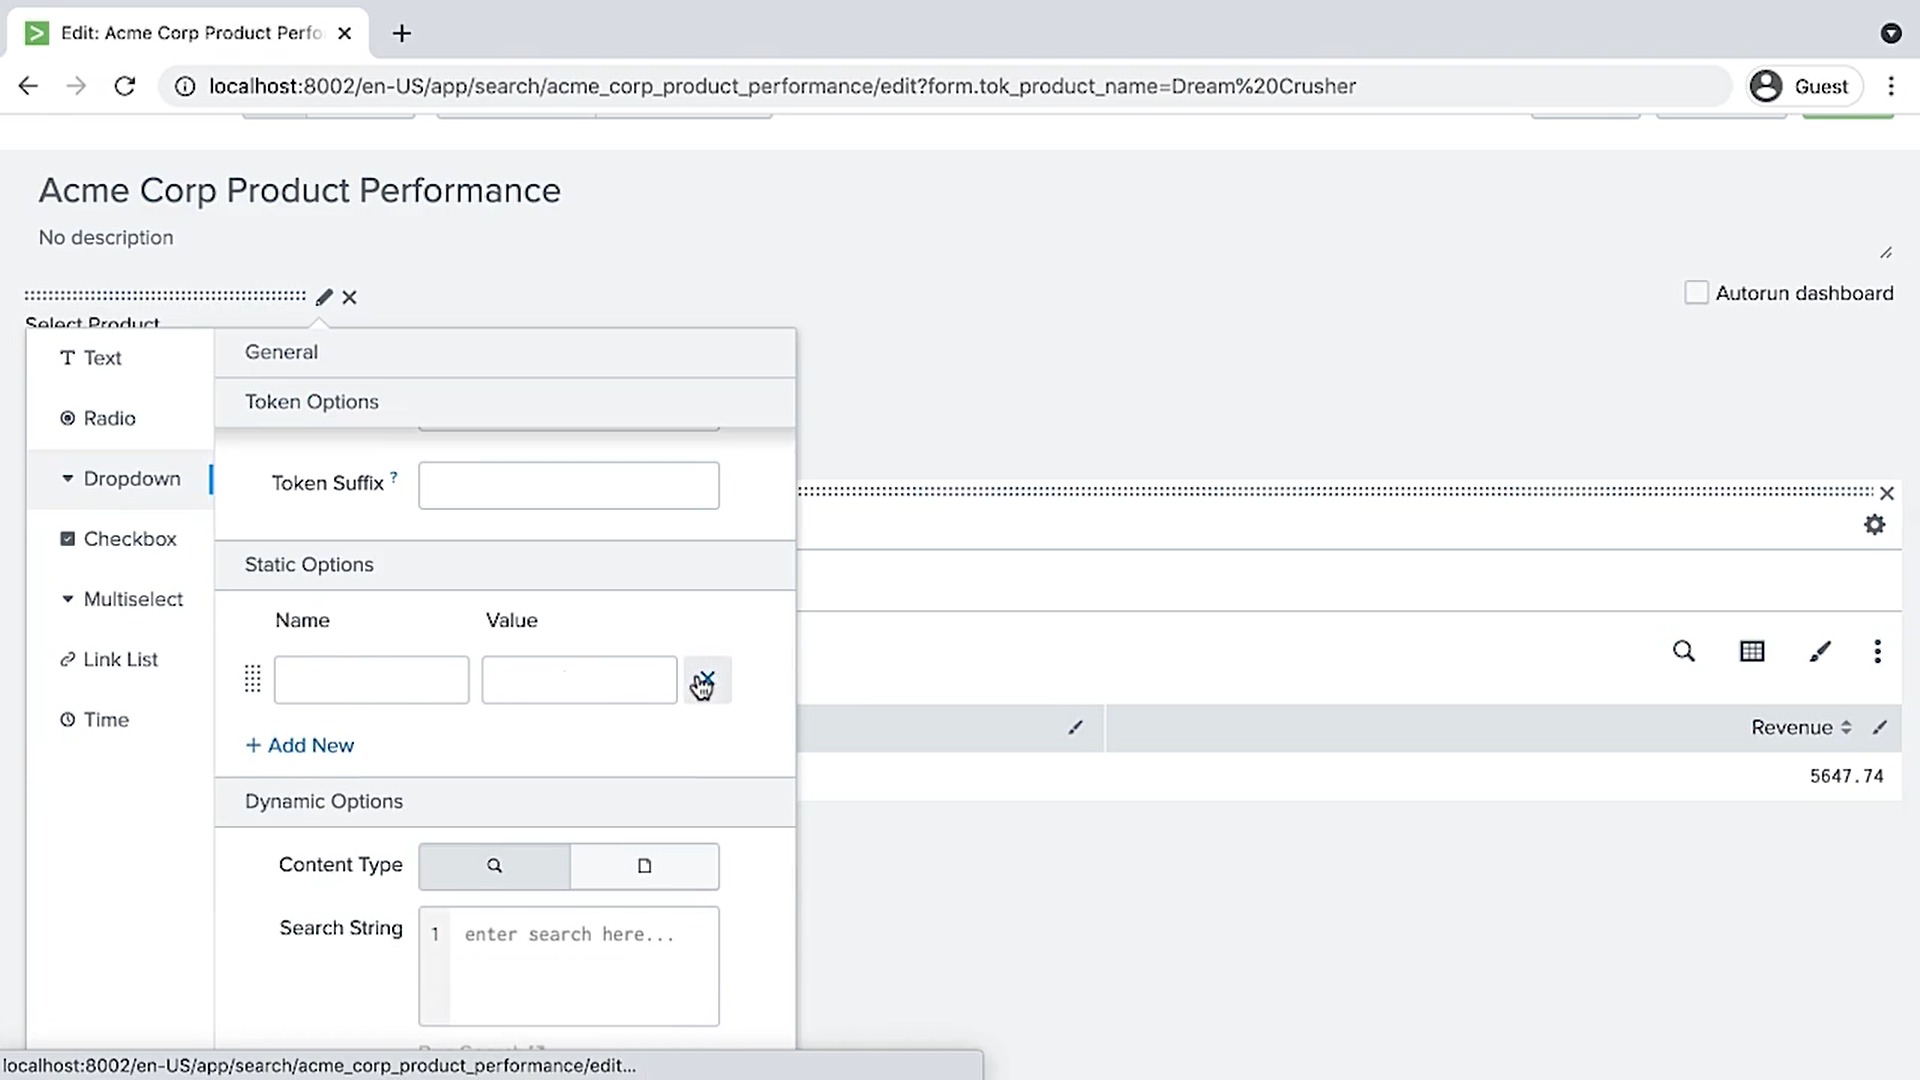 Edit: Acme Corp Product Perfo
localhost:8002/en-US/app/search/acme_corp_product_performance/edit?form.tok_product_name=Dream%20Crusher
Guest
Acme Corp Product Performance
No description
Autorun dashboard
Select Product
T Text
Radio
Dropdown
Checkbox
Multiselect
Link List
Time
General
Token Options
Token Suffix ?
Static Options
Name Value
+ Add New
Dynamic Options
Content Type
Search String
1 enter search here...
Revenue
5647.74
localhost:8002/en-US/app/search/acme_corp_product_performance/edit...